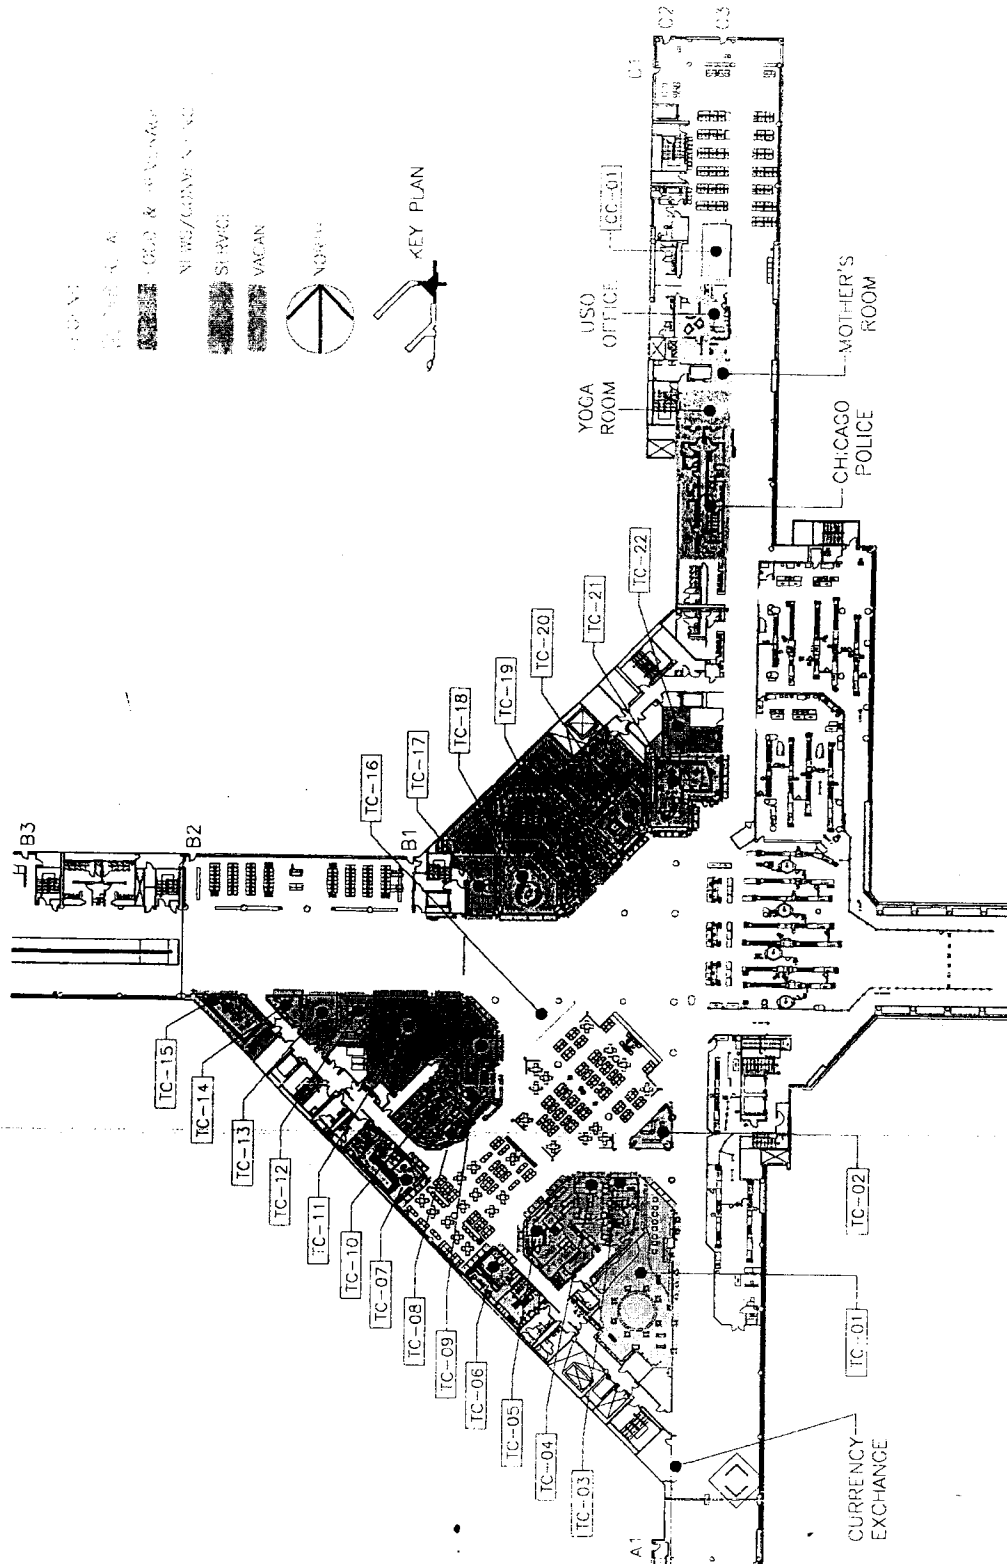 SERVICE
NORTH
KEY PLAN
C1
C2
C3
CC-01
USO
OFFICE
YOGA
ROOM
MOTHER'S
ROOM
CHICAGO
POLICE
TC-22
TC-21
TC-20
TC-19
TC-18
TC-17
TC-16
B1
B2
B3
TC-15
TC-14
TC-13
TC-12
TC-11
TC-10
TC-07
TC-08
TC-09
TC-06
TC-05
TC-04
TC-03
TC-02
TC-01
CURRENCY
EXCHANGE
A1